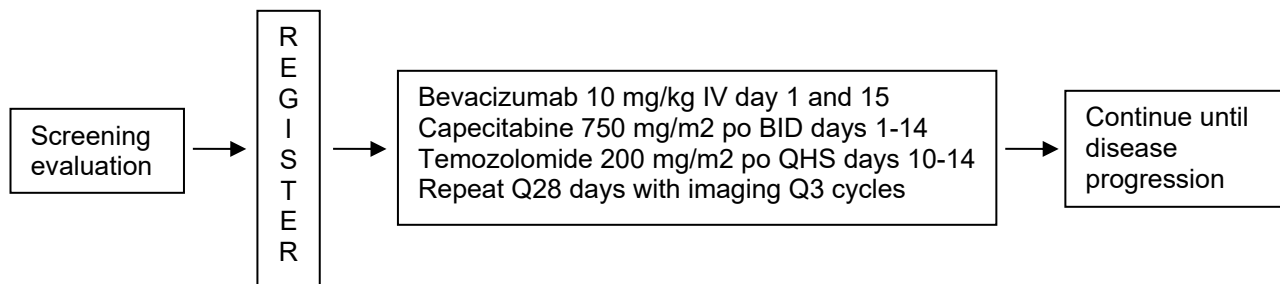 Screening
evaluation
R
E
G
I
S
T
E
R
Bevacizumab 10 mg/kg IV day 1 and 15
Capecitabine 750 mg/m2 po BID days 1-14
Temozolomide 200 mg/m2 po QHS days 10-14
Repeat Q28 days with imaging Q3 cycles
Continue until
disease
progression